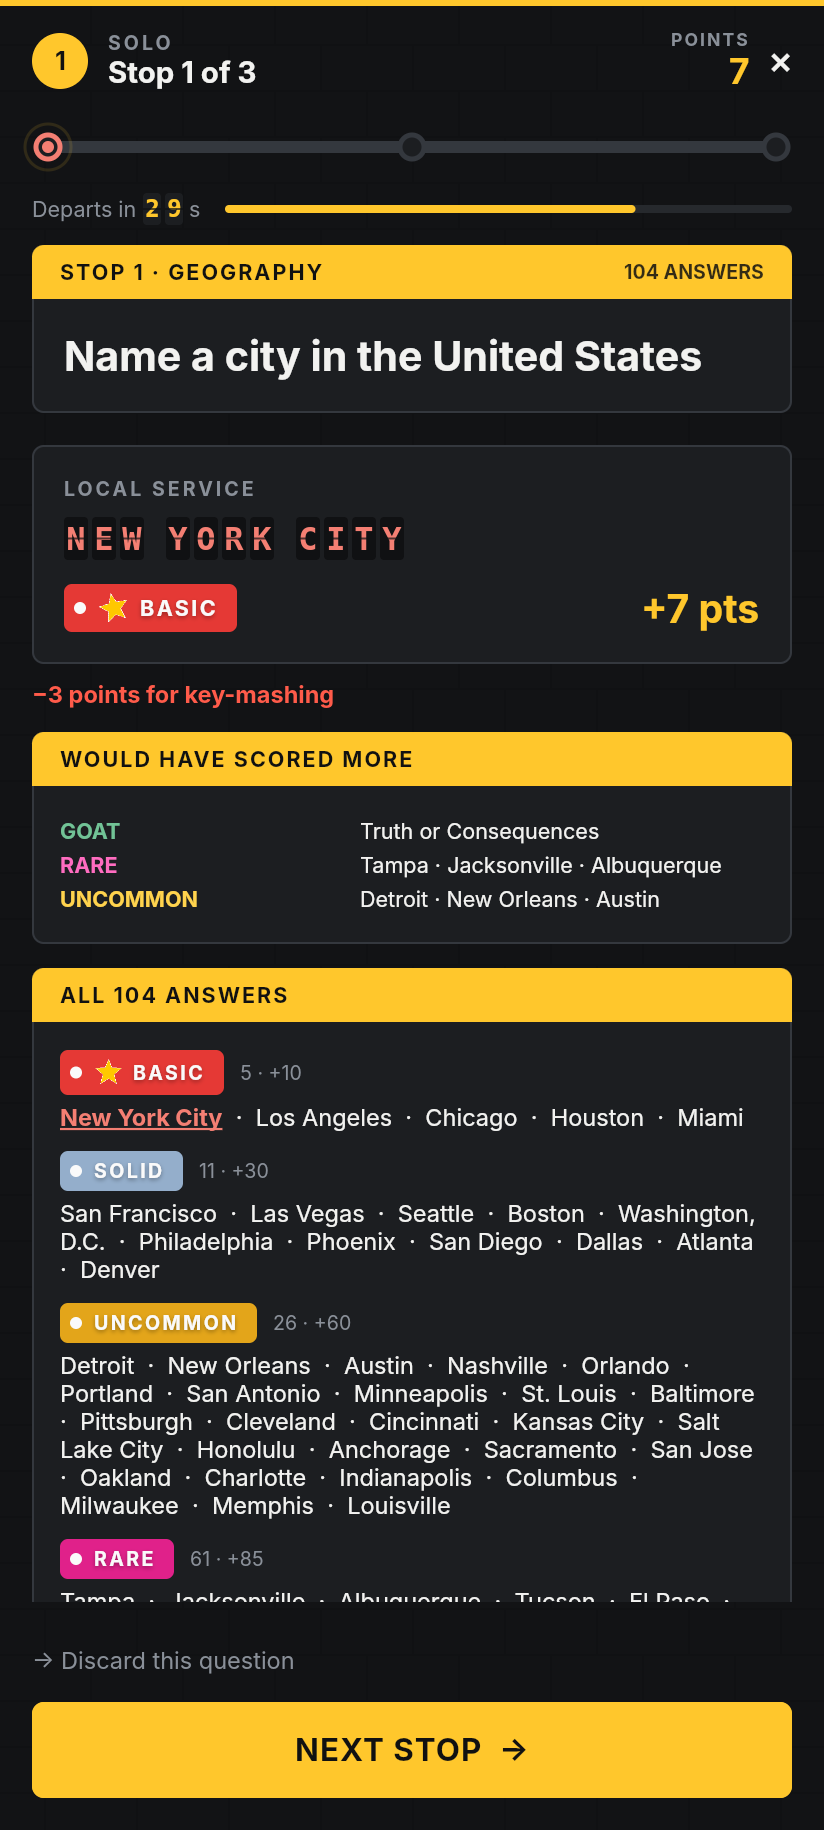 1
SOLO
Stop 1 of 3
POINTS
7
×
Departs in 29 s
STOP 1 · GEOGRAPHY
104 ANSWERS
Name a city in the United States
LOCAL SERVICE
NEW YORK CITY
BASIC
+7 pts
−3 points for key-mashing
WOULD HAVE SCORED MORE
GOAT Truth or Consequences
RARE Tampa · Jacksonville · Albuquerque
UNCOMMON Detroit · New Orleans · Austin
ALL 104 ANSWERS
BASIC 5 · +10
New York City · Los Angeles · Chicago · Houston · Miami
SOLID 11 · +30
San Francisco · Las Vegas · Seattle · Boston · Washington,
D.C. · Philadelphia · Phoenix · San Diego · Dallas · Atlanta
· Denver
UNCOMMON 26 · +60
Detroit · New Orleans · Austin · Nashville · Orlando ·
Portland · San Antonio · Minneapolis · St. Louis · Baltimore
· Pittsburgh · Cleveland · Cincinnati · Kansas City · Salt
Lake City · Honolulu · Anchorage · Sacramento · San Jose
· Oakland · Charlotte · Indianapolis · Columbus ·
Milwaukee · Memphis · Louisville
RARE 61 · +85
Tampa · Jacksonville · Albuquerque · Tucson · El Paso ·
→ Discard this question
NEXT STOP →